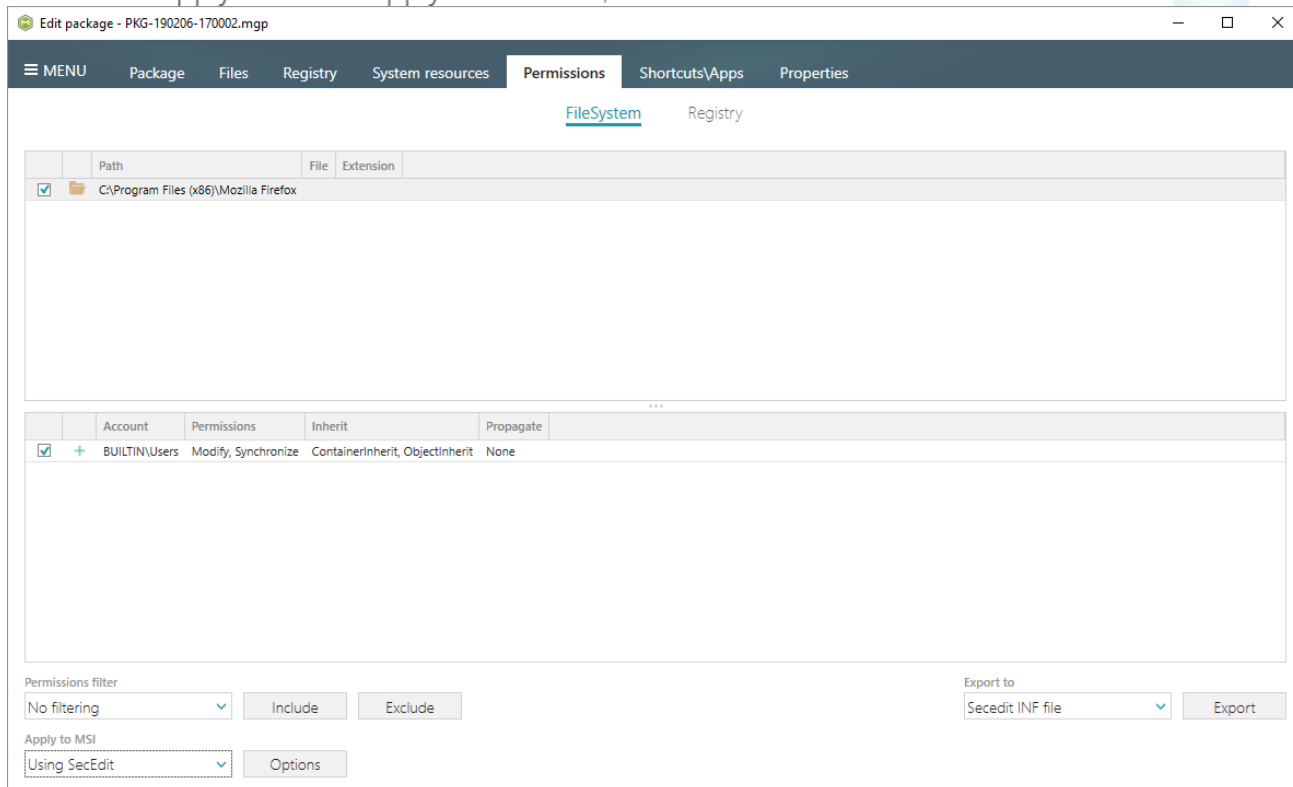 Edit package - PKG-190206-170002.mgp
MENU Package Files Registry System resources Permissions Shortcuts\Apps Properties
FileSystem Registry
Path File Extension
C:\Program Files (x86)\Mozilla Firefox
Account Permissions Inherit Propagate
BUILTIN\Users Modify, Synchronize ContainerInherit, ObjectInherit None
Permissions filter Export to
No filtering Include Exclude Secedit INF file Export
Apply to MSI
Using SecEdit Options